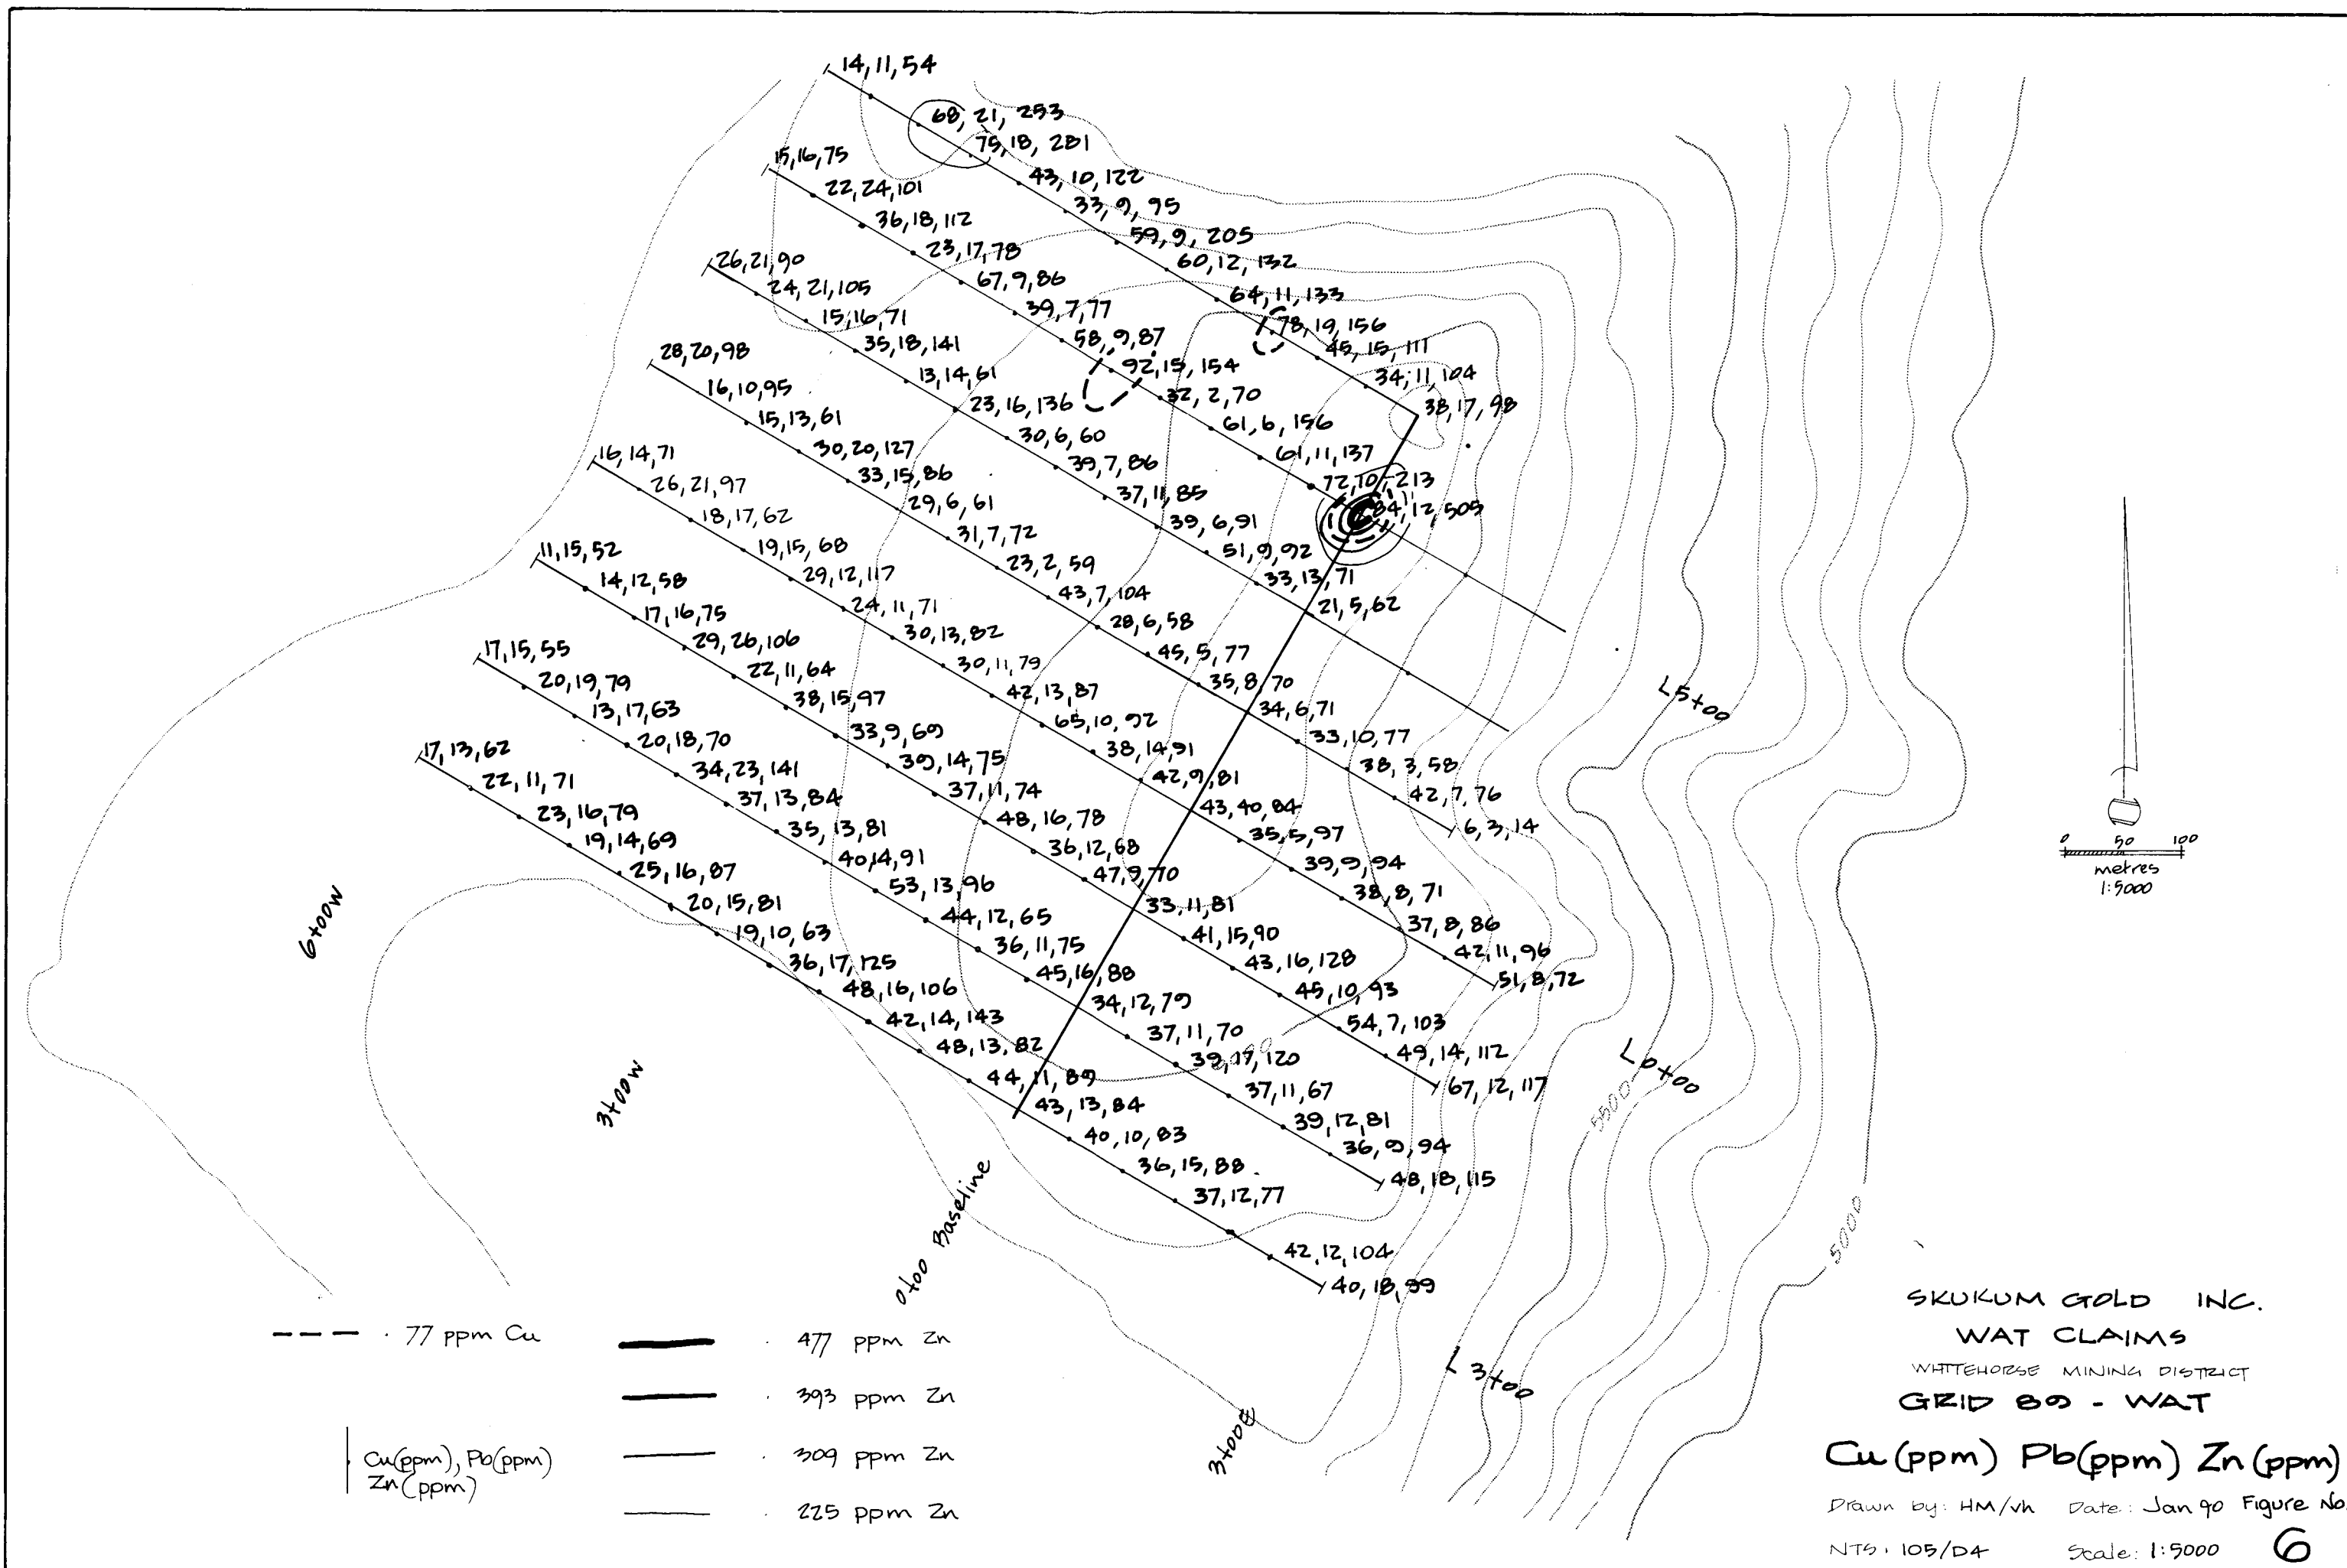 14, 11, 54
68, 21, 253
75, 18, 281
43, 10, 122
33, 9, 95
59, 9, 205
60, 12, 132
64, 11, 133
78, 19, 156
45, 15, 111
34, 11, 104
38, 17, 98
15, 16, 75
22, 24, 101
36, 18, 112
23, 17, 78
67, 9, 86
39, 7, 77
58, 9, 87
92, 15, 154
32, 2, 70
61, 6, 156
61, 11, 137
72, 10, 213
84, 12, 505
26, 21, 90
24, 21, 105
15, 16, 71
35, 18, 141
13, 14, 61
23, 16, 136
30, 6, 60
39, 7, 86
37, 11, 85
39, 6, 91
51, 9, 92
33, 13, 71
21, 5, 62
28, 20, 98
16, 10, 95
15, 13, 61
30, 20, 127
33, 15, 86
29, 6, 61
31, 7, 72
23, 2, 59
43, 7, 104
28, 6, 58
45, 5, 77
35, 8, 70
34, 6, 71
33, 10, 77
38, 3, 58
42, 7, 76
6, 3, 14
16, 14, 71
26, 21, 97
18, 17, 62
19, 15, 68
29, 12, 117
24, 11, 71
30, 13, 82
30, 11, 79
42, 13, 87
65, 10, 92
38, 14, 91
42, 9, 81
43, 40, 84
35, 5, 97
39, 9, 94
38, 8, 71
37, 8, 86
42, 11, 96
51, 8, 72
11, 15, 52
14, 12, 58
17, 16, 75
29, 26, 106
22, 11, 64
38, 15, 97
33, 9, 69
39, 14, 75
37, 11, 74
48, 16, 78
36, 12, 68
47, 9, 70
33, 11, 81
41, 15, 90
43, 16, 128
45, 10, 93
54, 7, 103
49, 14, 112
67, 12, 117
17, 15, 55
20, 19, 79
13, 17, 63
20, 18, 70
34, 23, 141
37, 13, 84
35, 13, 81
40, 14, 91
53, 13, 96
44, 12, 65
36, 11, 75
45, 16, 88
34, 12, 79
37, 11, 70
39, 17, 120
37, 11, 67
39, 12, 81
36, 9, 94
48, 18, 115
17, 13, 62
22, 11, 71
23, 16, 79
19, 14, 69
25, 16, 87
20, 15, 81
19, 10, 63
36, 17, 125
48, 16, 106
42, 14, 143
48, 13, 82
44, 11, 89
43, 13, 84
40, 10, 83
36, 15, 88
37, 12, 77
42, 12, 104
40, 18, 99
L5+00
L0+00
L3+00
5500
5000
6+00W
3+00W
0+00 Baseline
3+00E
0 50 100
metres
1:5000
77 ppm Cu
477 ppm Zn
393 ppm Zn
309 ppm Zn
225 ppm Zn
Cu(ppm), Pb(ppm)
Zn(ppm)
SKUKUM GOLD INC.
WAT CLAIMS
WHITEHORSE MINING DISTRICT
GRID 89 - WAT
Cu (ppm) Pb(ppm) Zn (ppm)
Drawn by: HM/vh Date: Jan 90 Figure No.
NTS: 105/D4 Scale: 1:5000 6